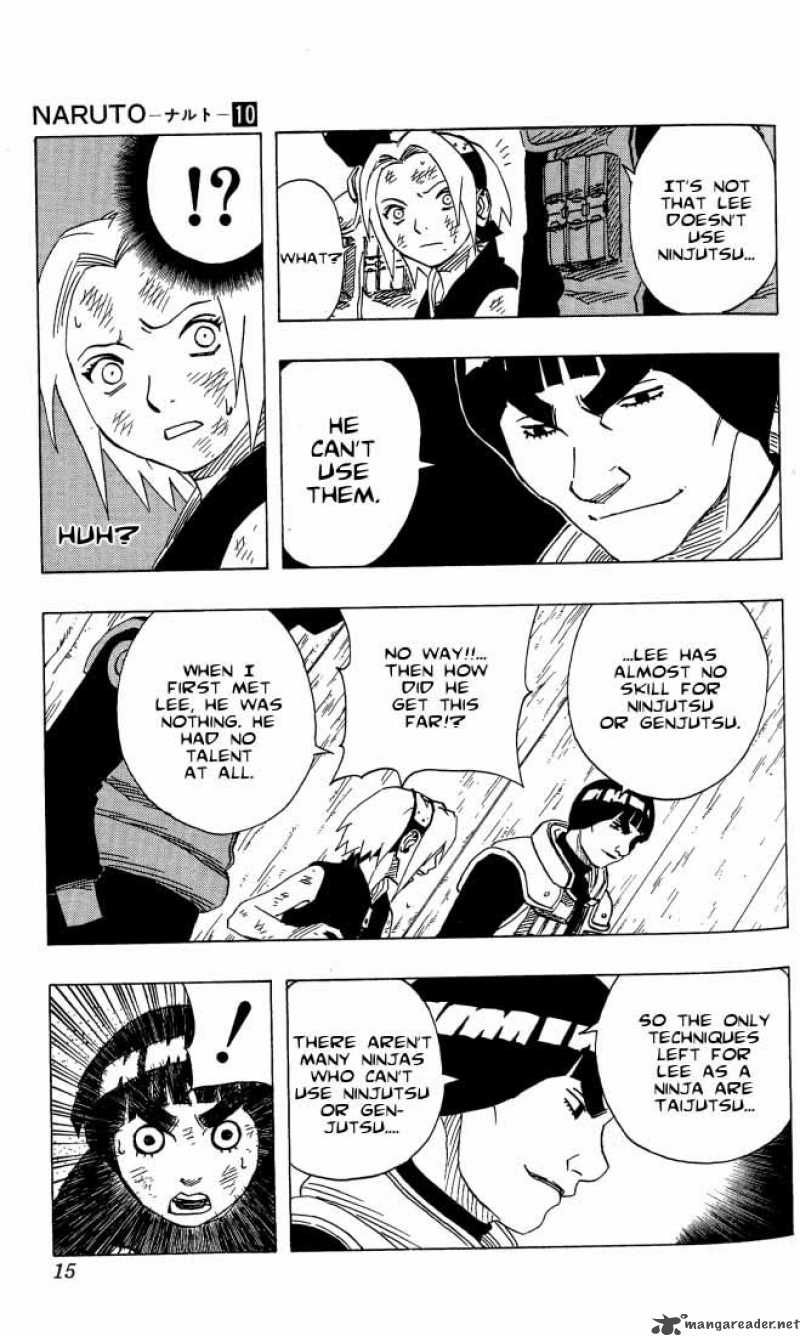 NARUTO—ナルト—10
IT'S NOT
THAT LEE
DOESN'T
USE
NINJUTSU...
WHAT?
!?
HUH?
HE
CAN'T
USE
THEM.
...LEE HAS
ALMOST NO
SKILL FOR
NINJUTSU
OR GENJUTSU.
NO WAY!!...
THEN HOW
DID HE
GET THIS
FAR!?
WHEN I
FIRST MET
LEE, HE WAS
NOTHING. HE
HAD NO
TALENT
AT ALL.
SO THE ONLY
TECHNIQUES
LEFT FOR
LEE AS A
NINJA ARE
TAIJUTSU...
THERE AREN'T
MANY NINJAS
WHO CAN'T
USE NINJUTSU
OR GEN-
JUTSU....
!
15
mangareader.net